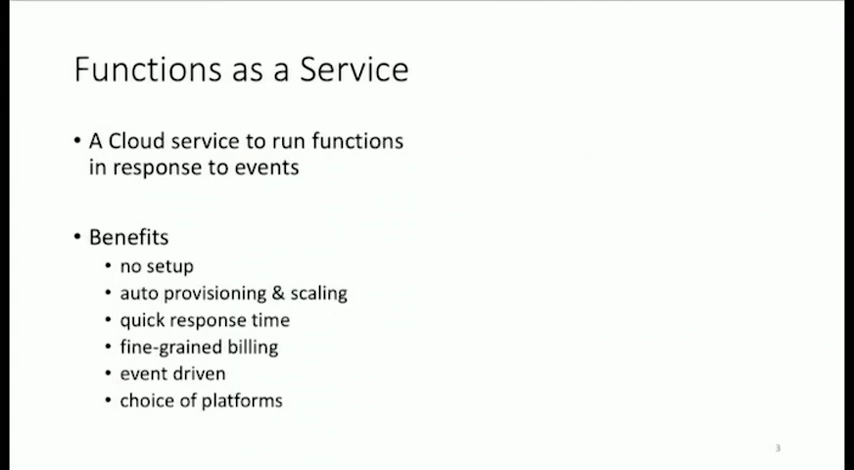 Functions as a Service
• A Cloud service to run functions
in response to events
• Benefits
• no setup
• auto provisioning & scaling
• quick response time
• fine-grained billing
• event driven
• choice of platforms
3